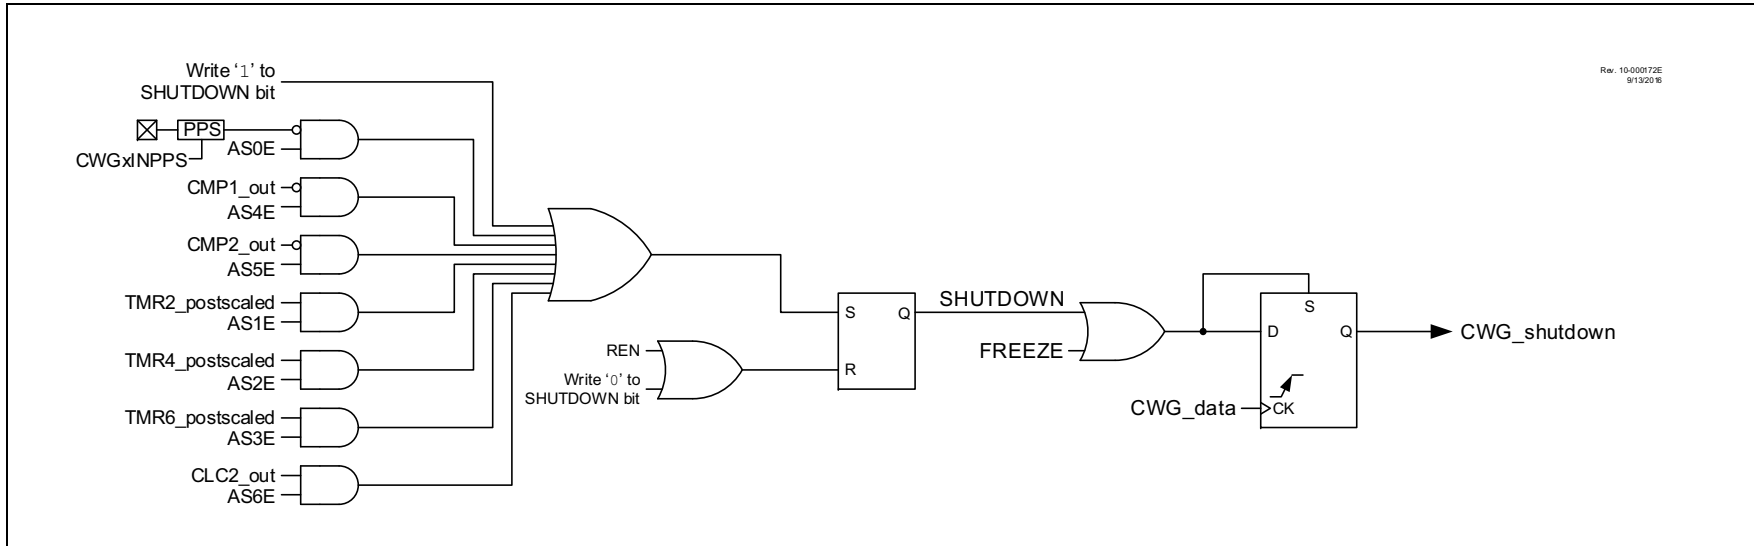 Write ‘1’ to
SHUTDOWN bit
Rev. 10-000172E
9/13/2016
PPS
CWGxINPPS
AS0E
CMP1_out
AS4E
CMP2_out
AS5E
TMR2_postscaled
AS1E
TMR4_postscaled
AS2E
TMR6_postscaled
AS3E
CLC2_out
AS6E
REN
Write ‘0’ to
SHUTDOWN bit
S
Q
R
SHUTDOWN
FREEZE
S
D
Q
CWG_data
CK
CWG_shutdown